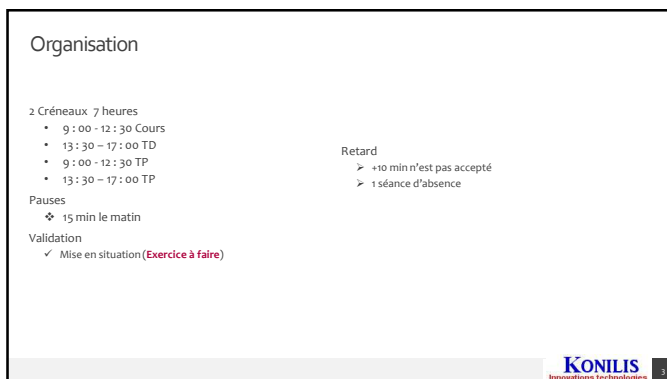 Organisation
2 Créneaux 7 heures
• 9 : 00 - 12 : 30 Cours
• 13 : 30 – 17 : 00 TD
• 9 : 00 - 12 : 30 TP
• 13 : 30 – 17 : 00 TP
Pauses
❖ 15 min le matin
Validation
✓ Mise en situation (Exercice à faire)
Retard
➢ +10 min n'est pas accepté
➢ 1 séance d'absence
KONILIS
Innovations technologies
3